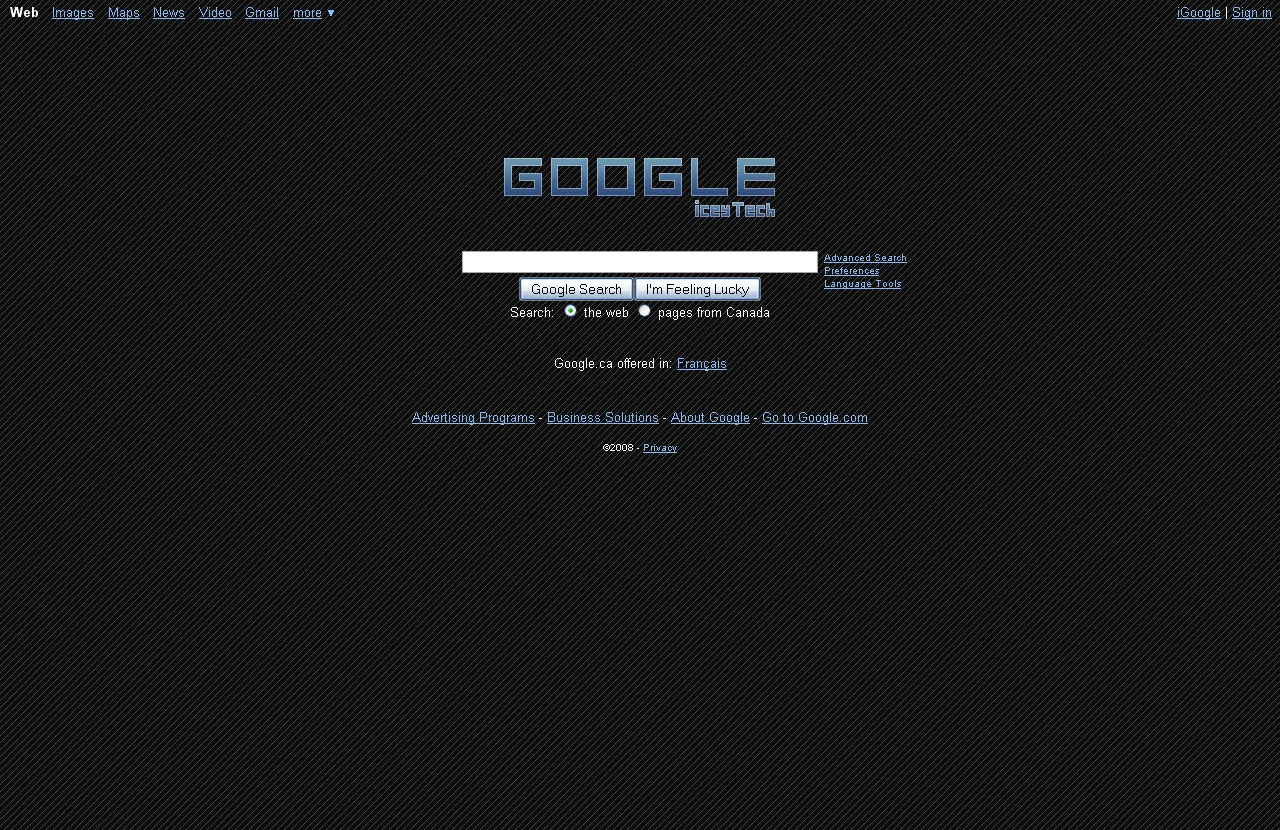 Web Images Maps News Video Gmail more ▼ iGoogle | Sign in
GOOGLE
iceyTech
Advanced Search
Preferences
Language Tools
Google Search I'm Feeling Lucky
Search: the web pages from Canada
Google.ca offered in: Français
Advertising Programs - Business Solutions - About Google - Go to Google.com
©2008 - Privacy